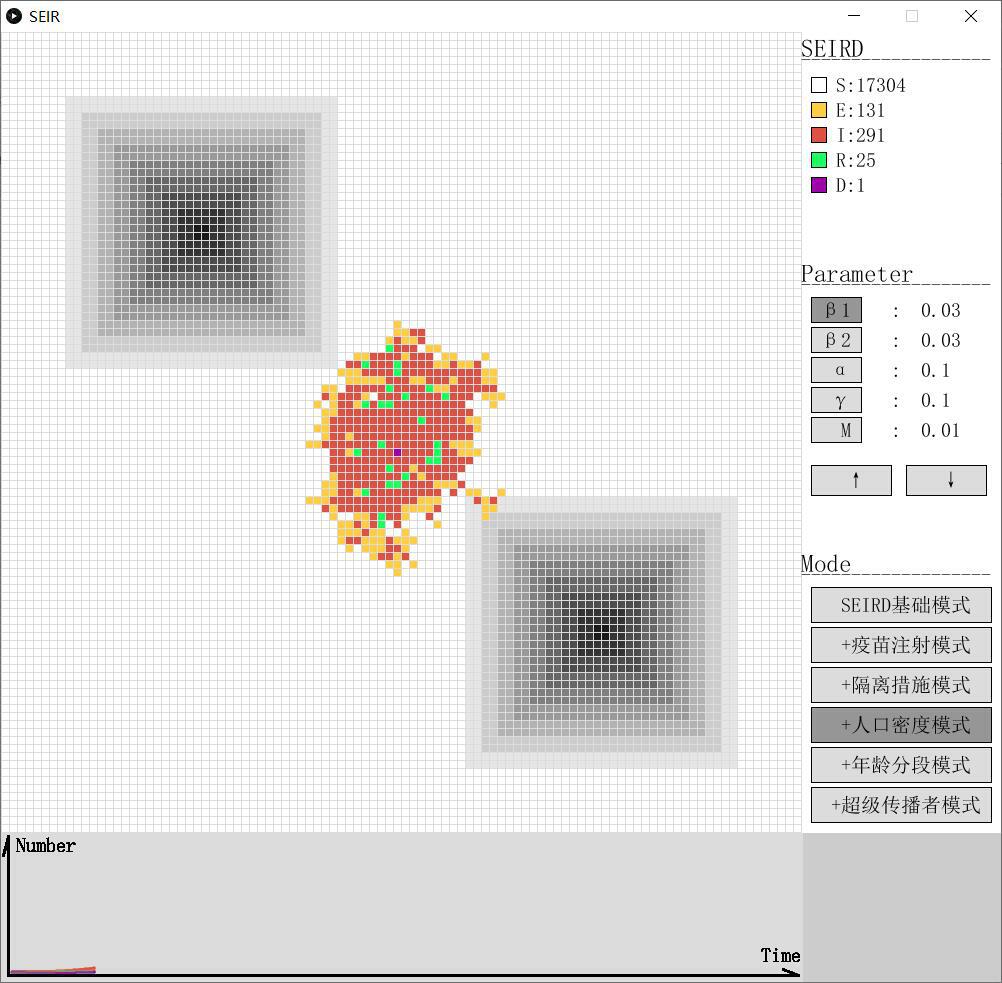 SEIR
SEIRD
S:17304
E:131
I:291
R:25
D:1
Parameter
β1 : 0.03
β2 : 0.03
α : 0.1
γ : 0.1
M : 0.01
↑ ↓
Mode
SEIRD基础模式
+疫苗注射模式
+隔离措施模式
+人口密度模式
+年龄分段模式
+超级传播者模式
Number
Time